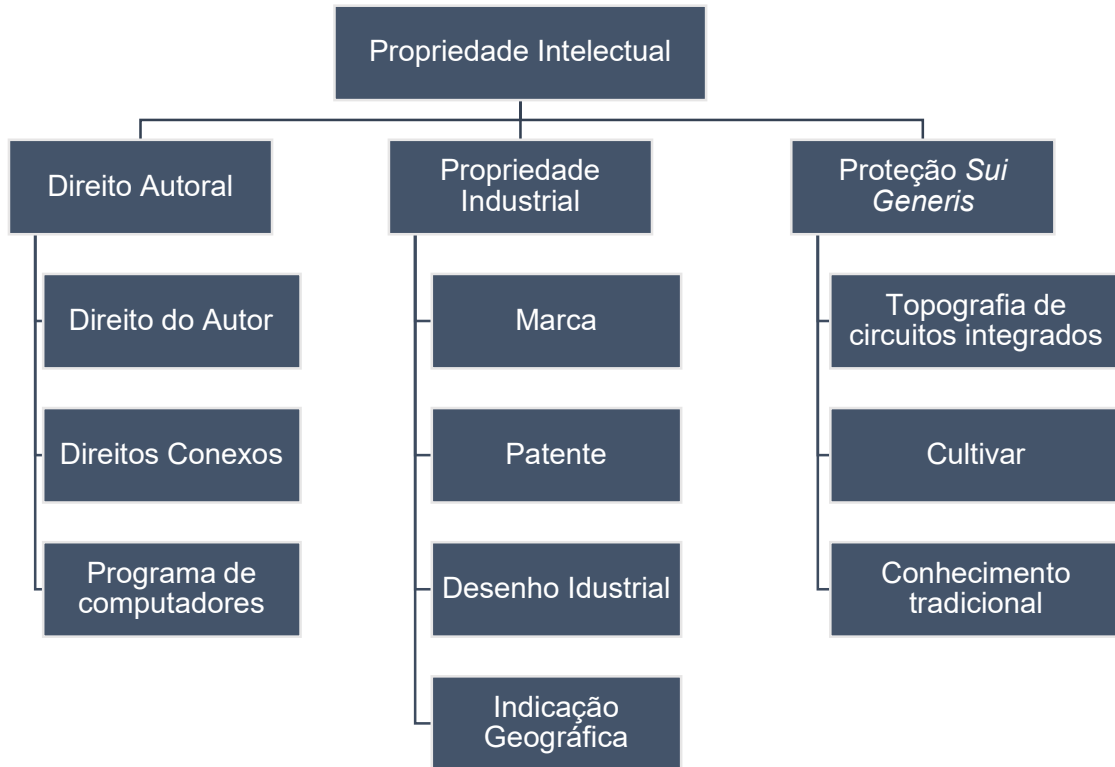 Propriedade Intelectual
Direito Autoral
Direito do Autor
Direitos Conexos
Programa de
computadores
Propriedade
Industrial
Marca
Patente
Desenho Idustrial
Indicação
Geográfica
Proteção Sui
Generis
Topografia de
circuitos integrados
Cultivar
Conhecimento
tradicional